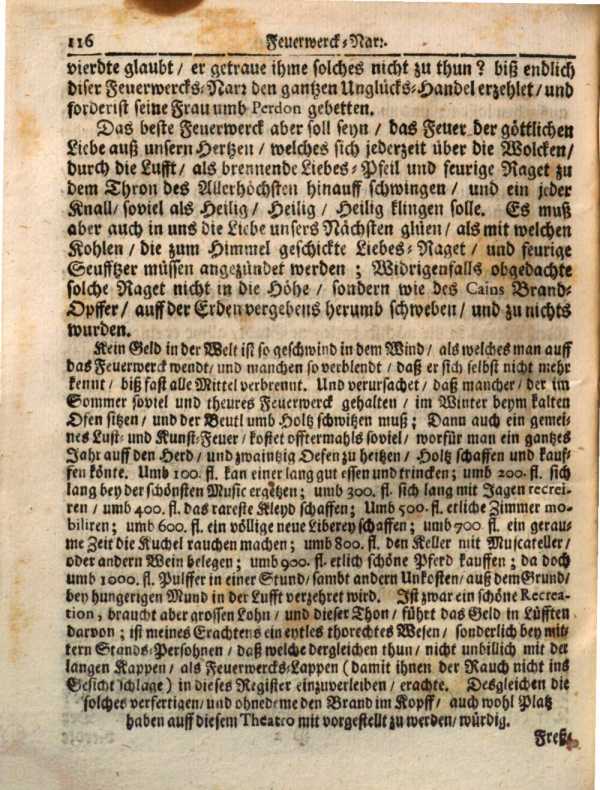 116 Feuerwerck-Narꝛ.
vierdte glaubt / er getraue ihme solches nicht zu thun? biß endlich
diser Feuerwercks-Narꝛ den gantzen Unglücks-Handel erzehlet / und
forderist seine Frau umb Perdon gebetten.
Das beste Feuerwerck aber soll seyn / das Feuer der göttlichen
Liebe auß unsern Hertzen / welches sich jederzeit über die Wolcken /
durch die Lufft / als brennende Liebes-Pfeil und feurige Raget zu
dem Thron des Allerhöchsten hinauff schwingen / und ein jeder
Knall / soviel als Heilig / Heilig / Heilig klingen solle. Es muß
aber auch in uns die Liebe unsers Nächsten glüen / als mit welchen
Kohlen / die zum Himmel geschickte Liebes-Raget / und feurige
Seufftzer müssen angezündet werden ; Widrigenfalls obgedachte
solche Raget nicht in die Höhe / sondern wie des Cains Brand-
Opffer / auff der Erden vergebens herumb schweben / und zu nichts
wurden.
Kein Geld in der Welt ist so geschwind in dem Wind / als welches man auff
das Feuerwerck wendt / und manchen so verblendt / daß er sich selbst nicht mehr
kennt / biß fast alle Mittel verbrennt. Und verursachet / daß mancher / der im
Sommer soviel und theures Feuerwerck gehalten / im Winter beym kalten
Ofen sitzen / und der Beutl umb Holtz schwitzen muß ; Dann auch ein gemei-
nes Lust- und Kunst-Feuer / kostet offtermahls soviel / worfür man ein gantzes
Jahr auff den Herd / und zwaintzig Oefen zu heitzen / Holtz schaffen und kauf-
fen könte. Umb 100. fl. kan einer lang gut essen und trincken ; umb 200. fl. sich
lang bey der schönsten Music ergetzen ; umb 300. fl. sich lang mit Jagen recrei-
ren / umb 400. fl. das rareste Kleyd schaffen ; Umb 500. fl. etliche Zimmer mo-
biliren ; umb 600. fl. ein völlige neue Liberey schaffen ; umb 700. fl. ein gerau-
me Zeit die Kuchel rauchen machen ; umb 800. fl. den Keller mit Muscateller /
oder andern Wein belegen ; umb 900. fl. etlich schöne Pferd kauffen ; da doch
umb 1000. fl. Pulffer in einer Stund / sambt andern Unkosten / auß dem Grund /
bey hungerigen Mund in der Lufft verzehret wird. Ist zwar ein schöne Recrea-
tion, braucht aber grossen Lohn / und dieser Thon / führt das Geld in Lüfften
darvon ; ist meines Erachtens ein eytles thorechtes Wesen / sonderlich bey mit-
tern Stands-Persohnen / daß welche dergleichen thun / nicht unbillich mit der
langen Kappen / als Feuerwercks-Lappen (damit ihnen der Rauch nicht ins
Gesicht schlage) in dieses Register einzuverleiben / erachte. Desgleichen die
solches verfertigen / und ohnedeme den Brand im Kopff / auch wohl Platz
haben auff diesem Theatro mit vorgestellt zu werden / würdig.
Freß-